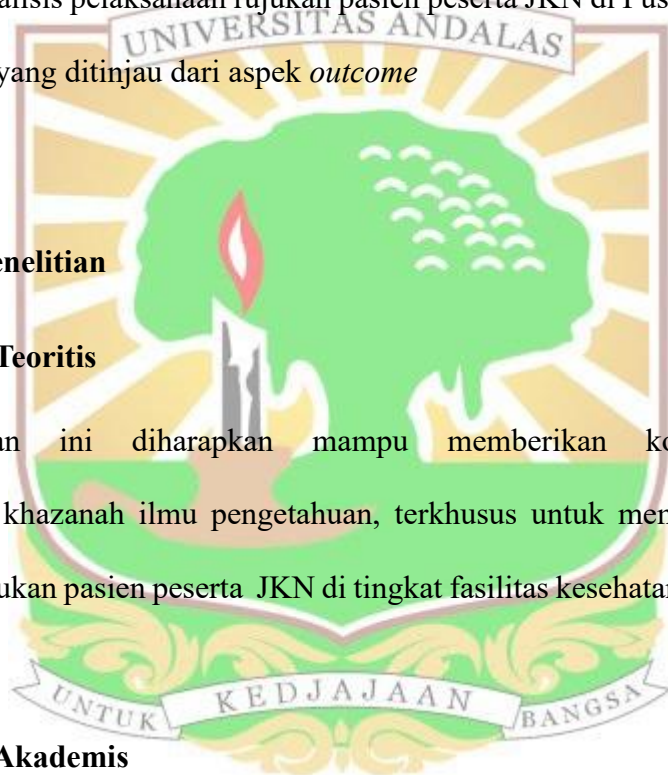 alisis pelaksanaan rujukan pasien peserta JKN di Pus
UNIVERSITAS ANDALAS
yang ditinjau dari aspek outcome
enelitian
Teoritis
an ini diharapkan mampu memberikan ko
khazanah ilmu pengetahuan, terkhusus untuk men
ukan pasien peserta JKN di tingkat fasilitas kesehatan
UNTUK KEDJAJAAN BANGSA
Akademis